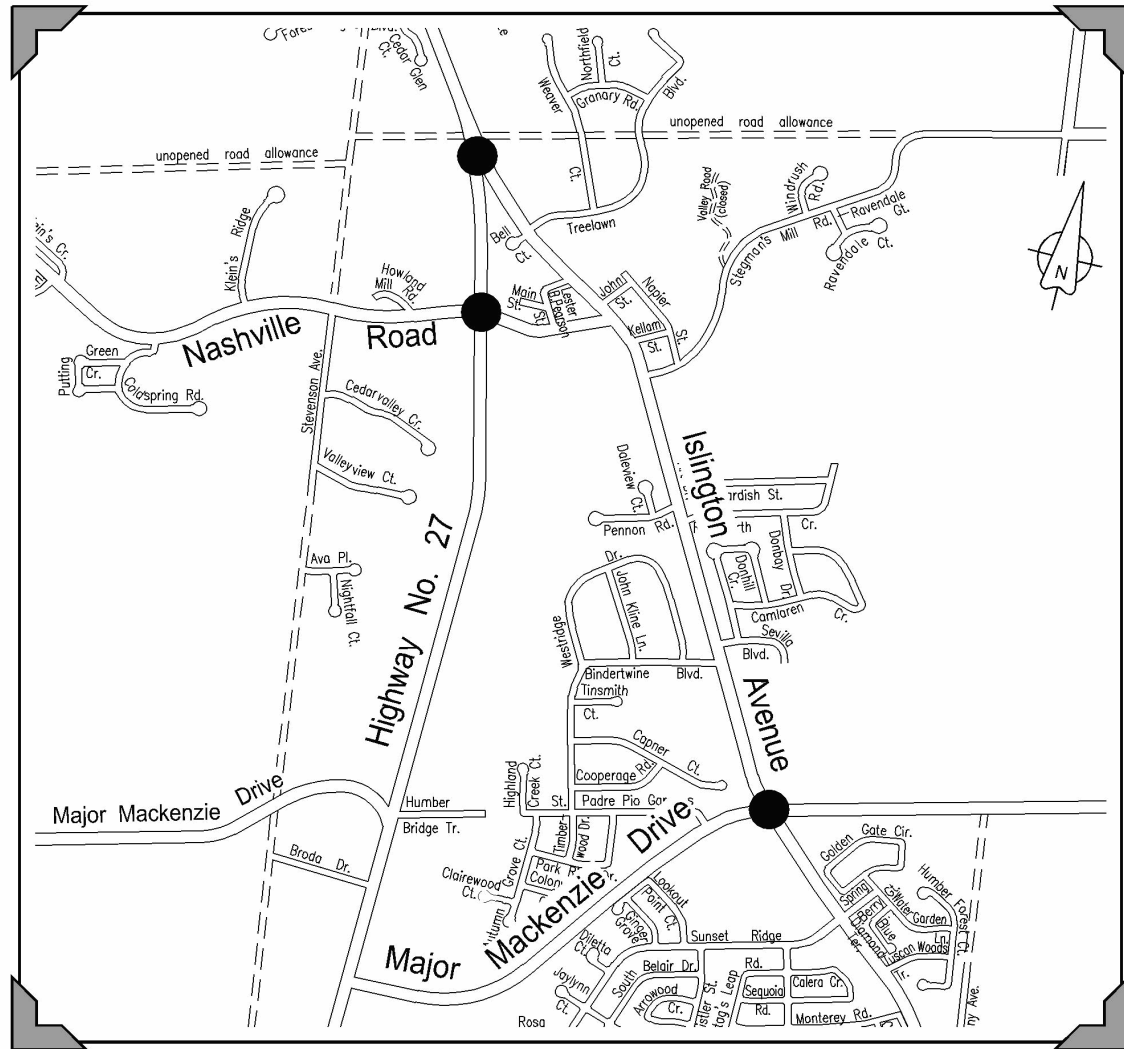 Cedar Glen
Ct.
Weaver
Ct.
Northfield
Ct.
Granary Rd.
Blvd.
unopened road allowance
unopened road allowance
Valley Road
(closed)
Windrush
Rd.
Ravendale
Gt.
Ravendale
Ct.
Stegman's Mill Rd.
Treelawn
Bell
Ct.
Klein's Ridge
Howland
Mill Rd.
Main
St.
Lester
B.Pearson
St.
John
St.
Napier
St.
Kellam
St.
N
Nashville Road
Putting
Green
Cr.
Coldspring Rd.
Stevenson Ave.
Cedarvalley Cr.
Valleyview Ct.
Islington
Avenue
Daleview
Ct.
Pennon Rd.
Cr.
Donhill
Cr.
Donbay
Dr.
Camlaren
Cr.
Sevilla
Blvd.
Highway No. 27
Ava Pl.
Nightfall Ct.
Westridge
Dr.
John Kline Ln.
Bindertwine Blvd.
Tinsmith
Ct.
Capner
Ct.
Cooperage Rd.
Highland
Creek Ct.
Padre Pio
St.
Timber-
wood Dr.
Major Mackenzie Drive
Humber
Bridge Tr.
Broda Dr.
Clairewood
Ct.
Grove Ct.
Park
Major Mackenzie Drive
Golden Gate Cir.
Humber Forest Ct.
Spring
Berry
Blue
Water Garden
Diamond
Ter.
Tuscan Woods
Tr.
Lookout
Point Ct.
Ginger
Grove
Diletta
Ct.
Jaylynn
Ct.
Sunset Ridge
South
Belair Dr.
Arrowood
Cr.
Rd.
Sequoia
Rd.
Calera Cr.
Monterey Rd.
Rosa